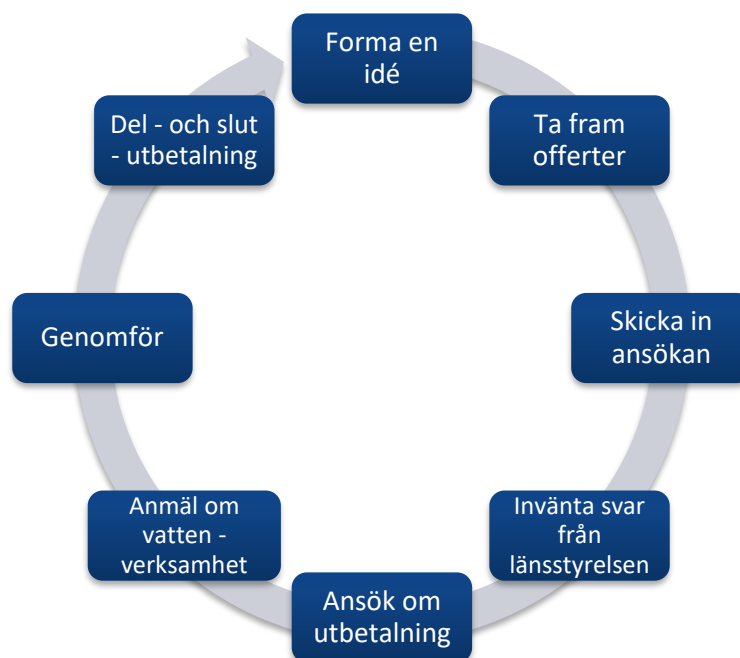 Forma en
idé
Ta fram
offerter
Skicka in
ansökan
Invänta svar
från
länsstyrelsen
Ansök om
utbetalning
Anmäl om
vatten -
verksamhet
Genomför
Del - och slut
- utbetalning